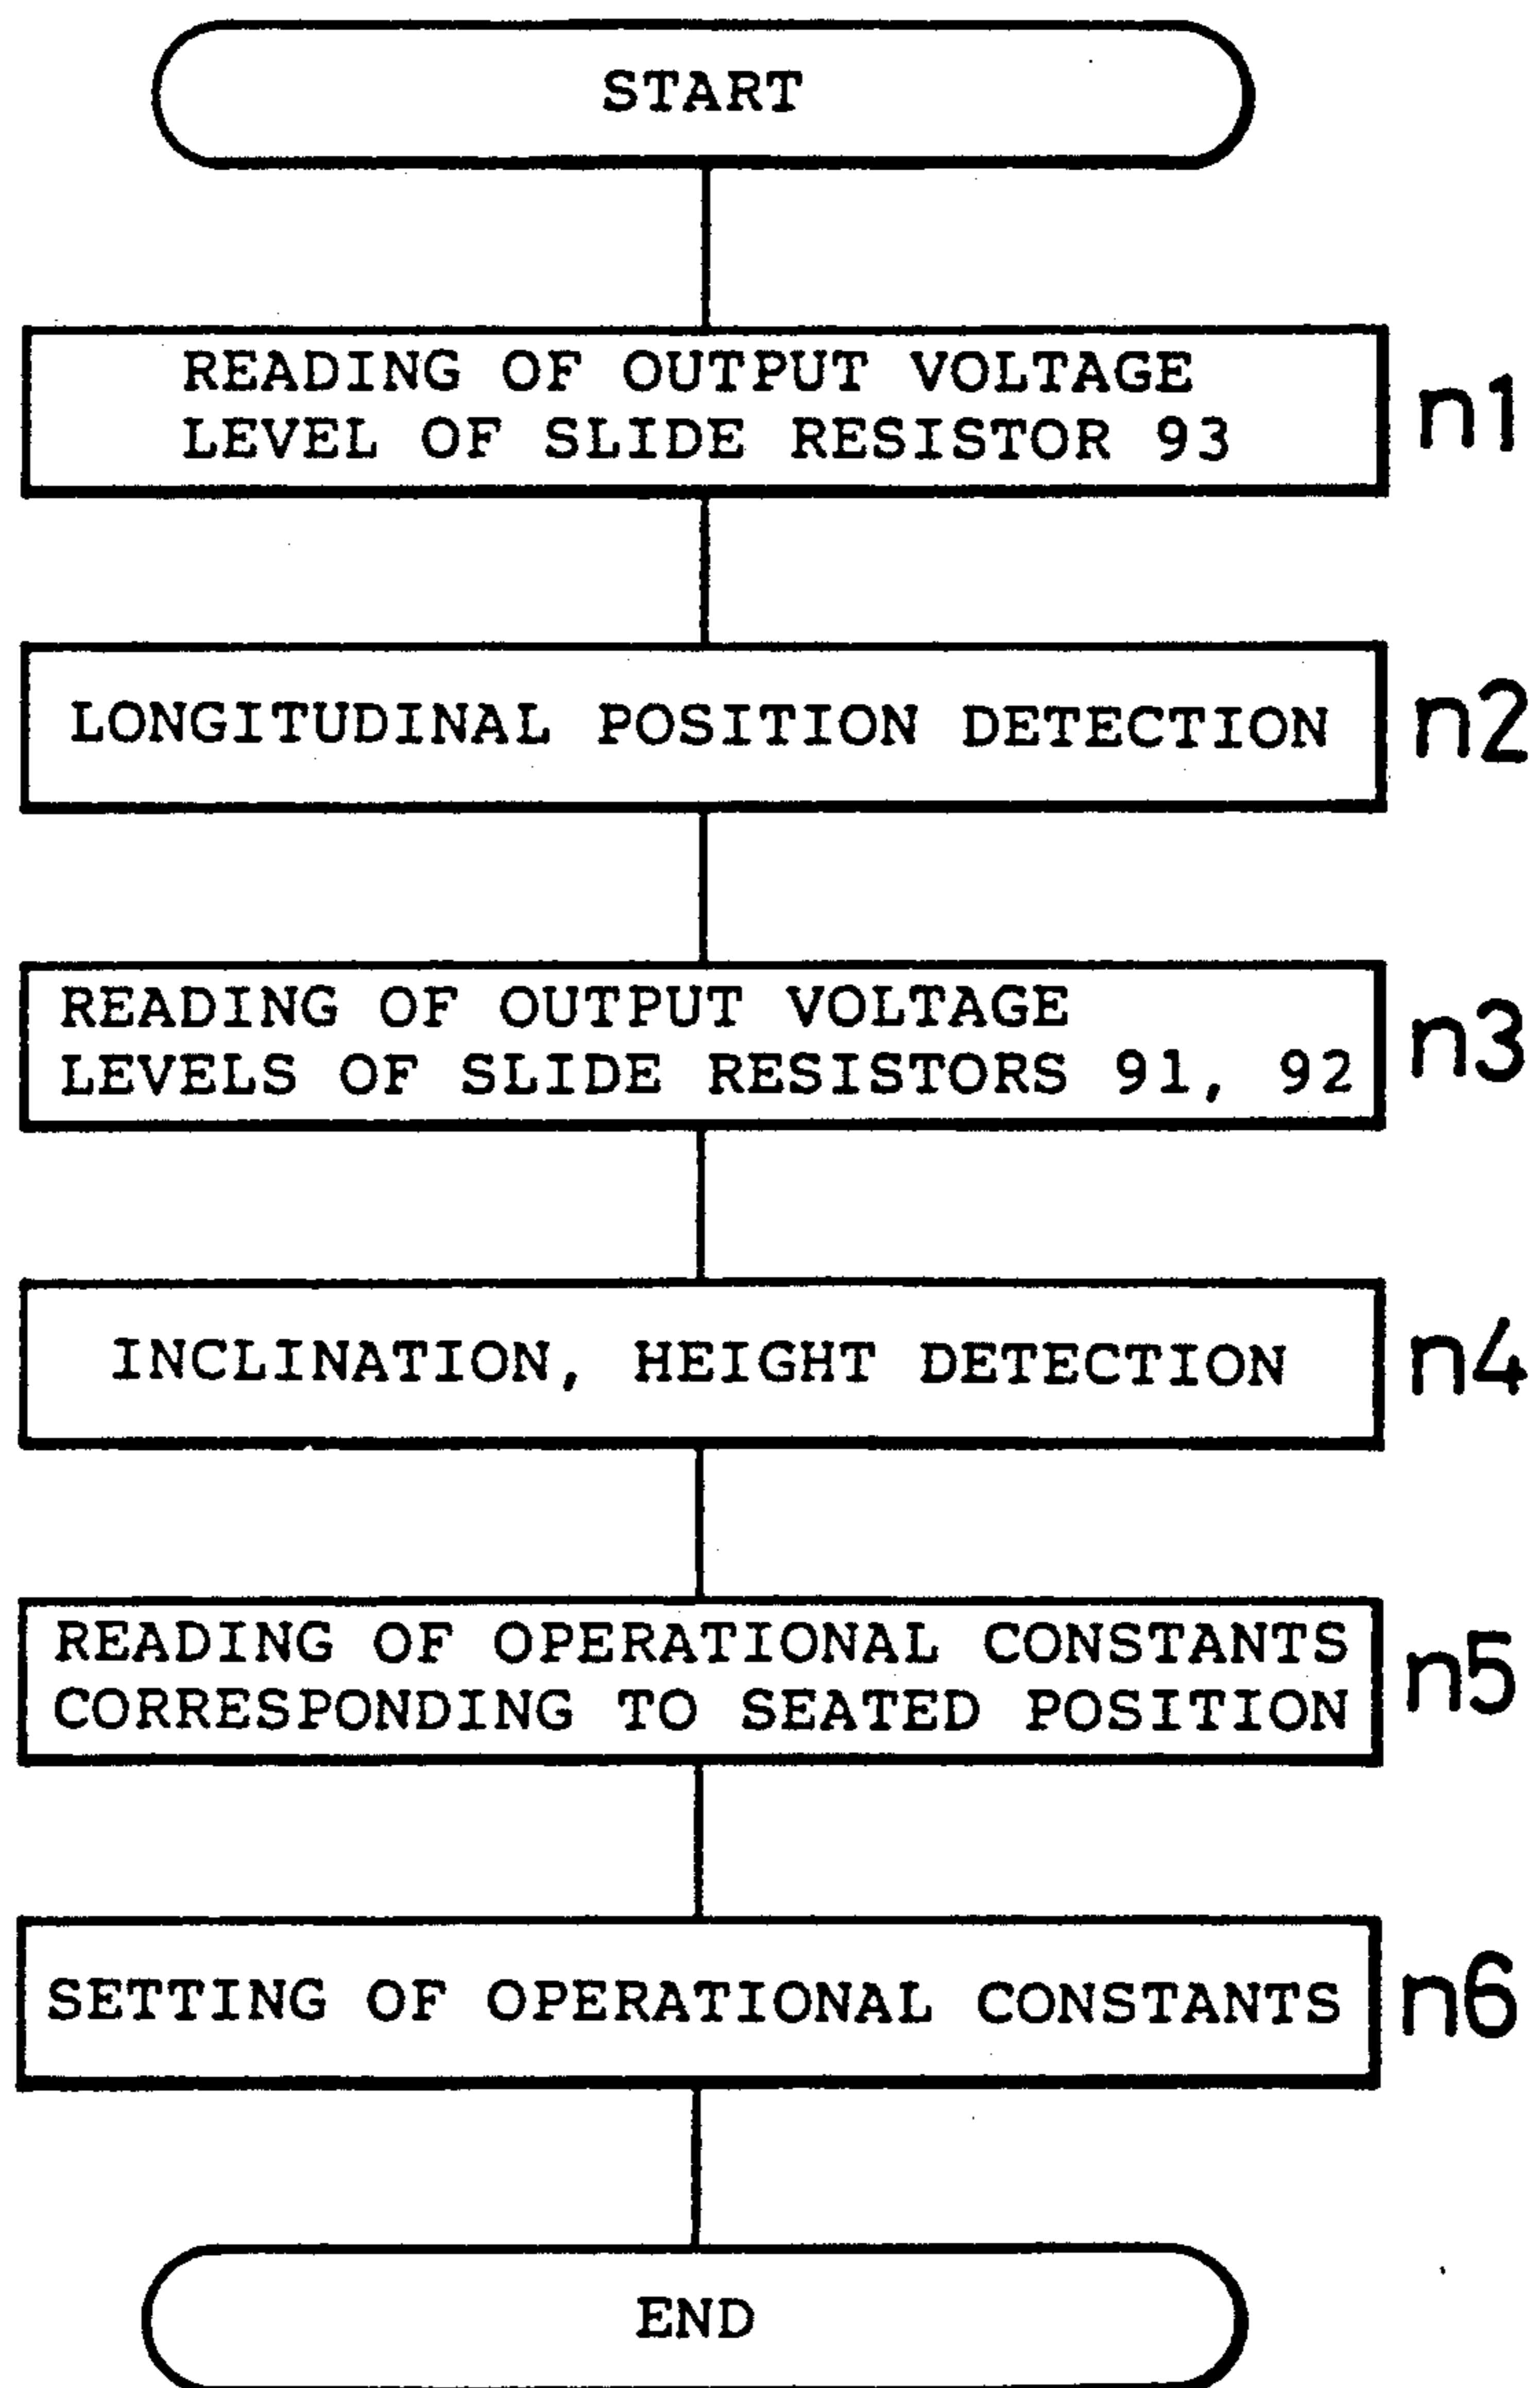 START
READING OF OUTPUT VOLTAGE
LEVEL OF SLIDE RESISTOR 93
n1
LONGITUDINAL POSITION DETECTION
n2
READING OF OUTPUT VOLTAGE
LEVELS OF SLIDE RESISTORS 91, 92
n3
INCLINATION, HEIGHT DETECTION
n4
READING OF OPERATIONAL CONSTANTS
CORRESPONDING TO SEATED POSITION
n5
SETTING OF OPERATIONAL CONSTANTS
n6
END